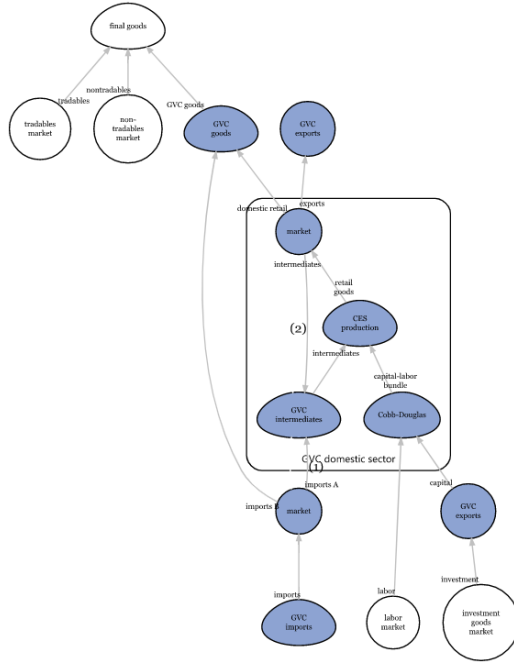 final goods
tradables
nontradables
GVC goods
tradables
market
non-
tradables
market
GVC
goods
GVC
exports
domestic retail
exports
market
intermediates
retail
goods
CES
production
(2)
intermediates
capital-labor
bundle
GVC
intermediates
Cobb-Douglas
GVC domestic sector
(1)
imports A
capital
imports B
market
GVC
exports
imports
labor
investment
GVC
imports
labor
market
investment
goods
market